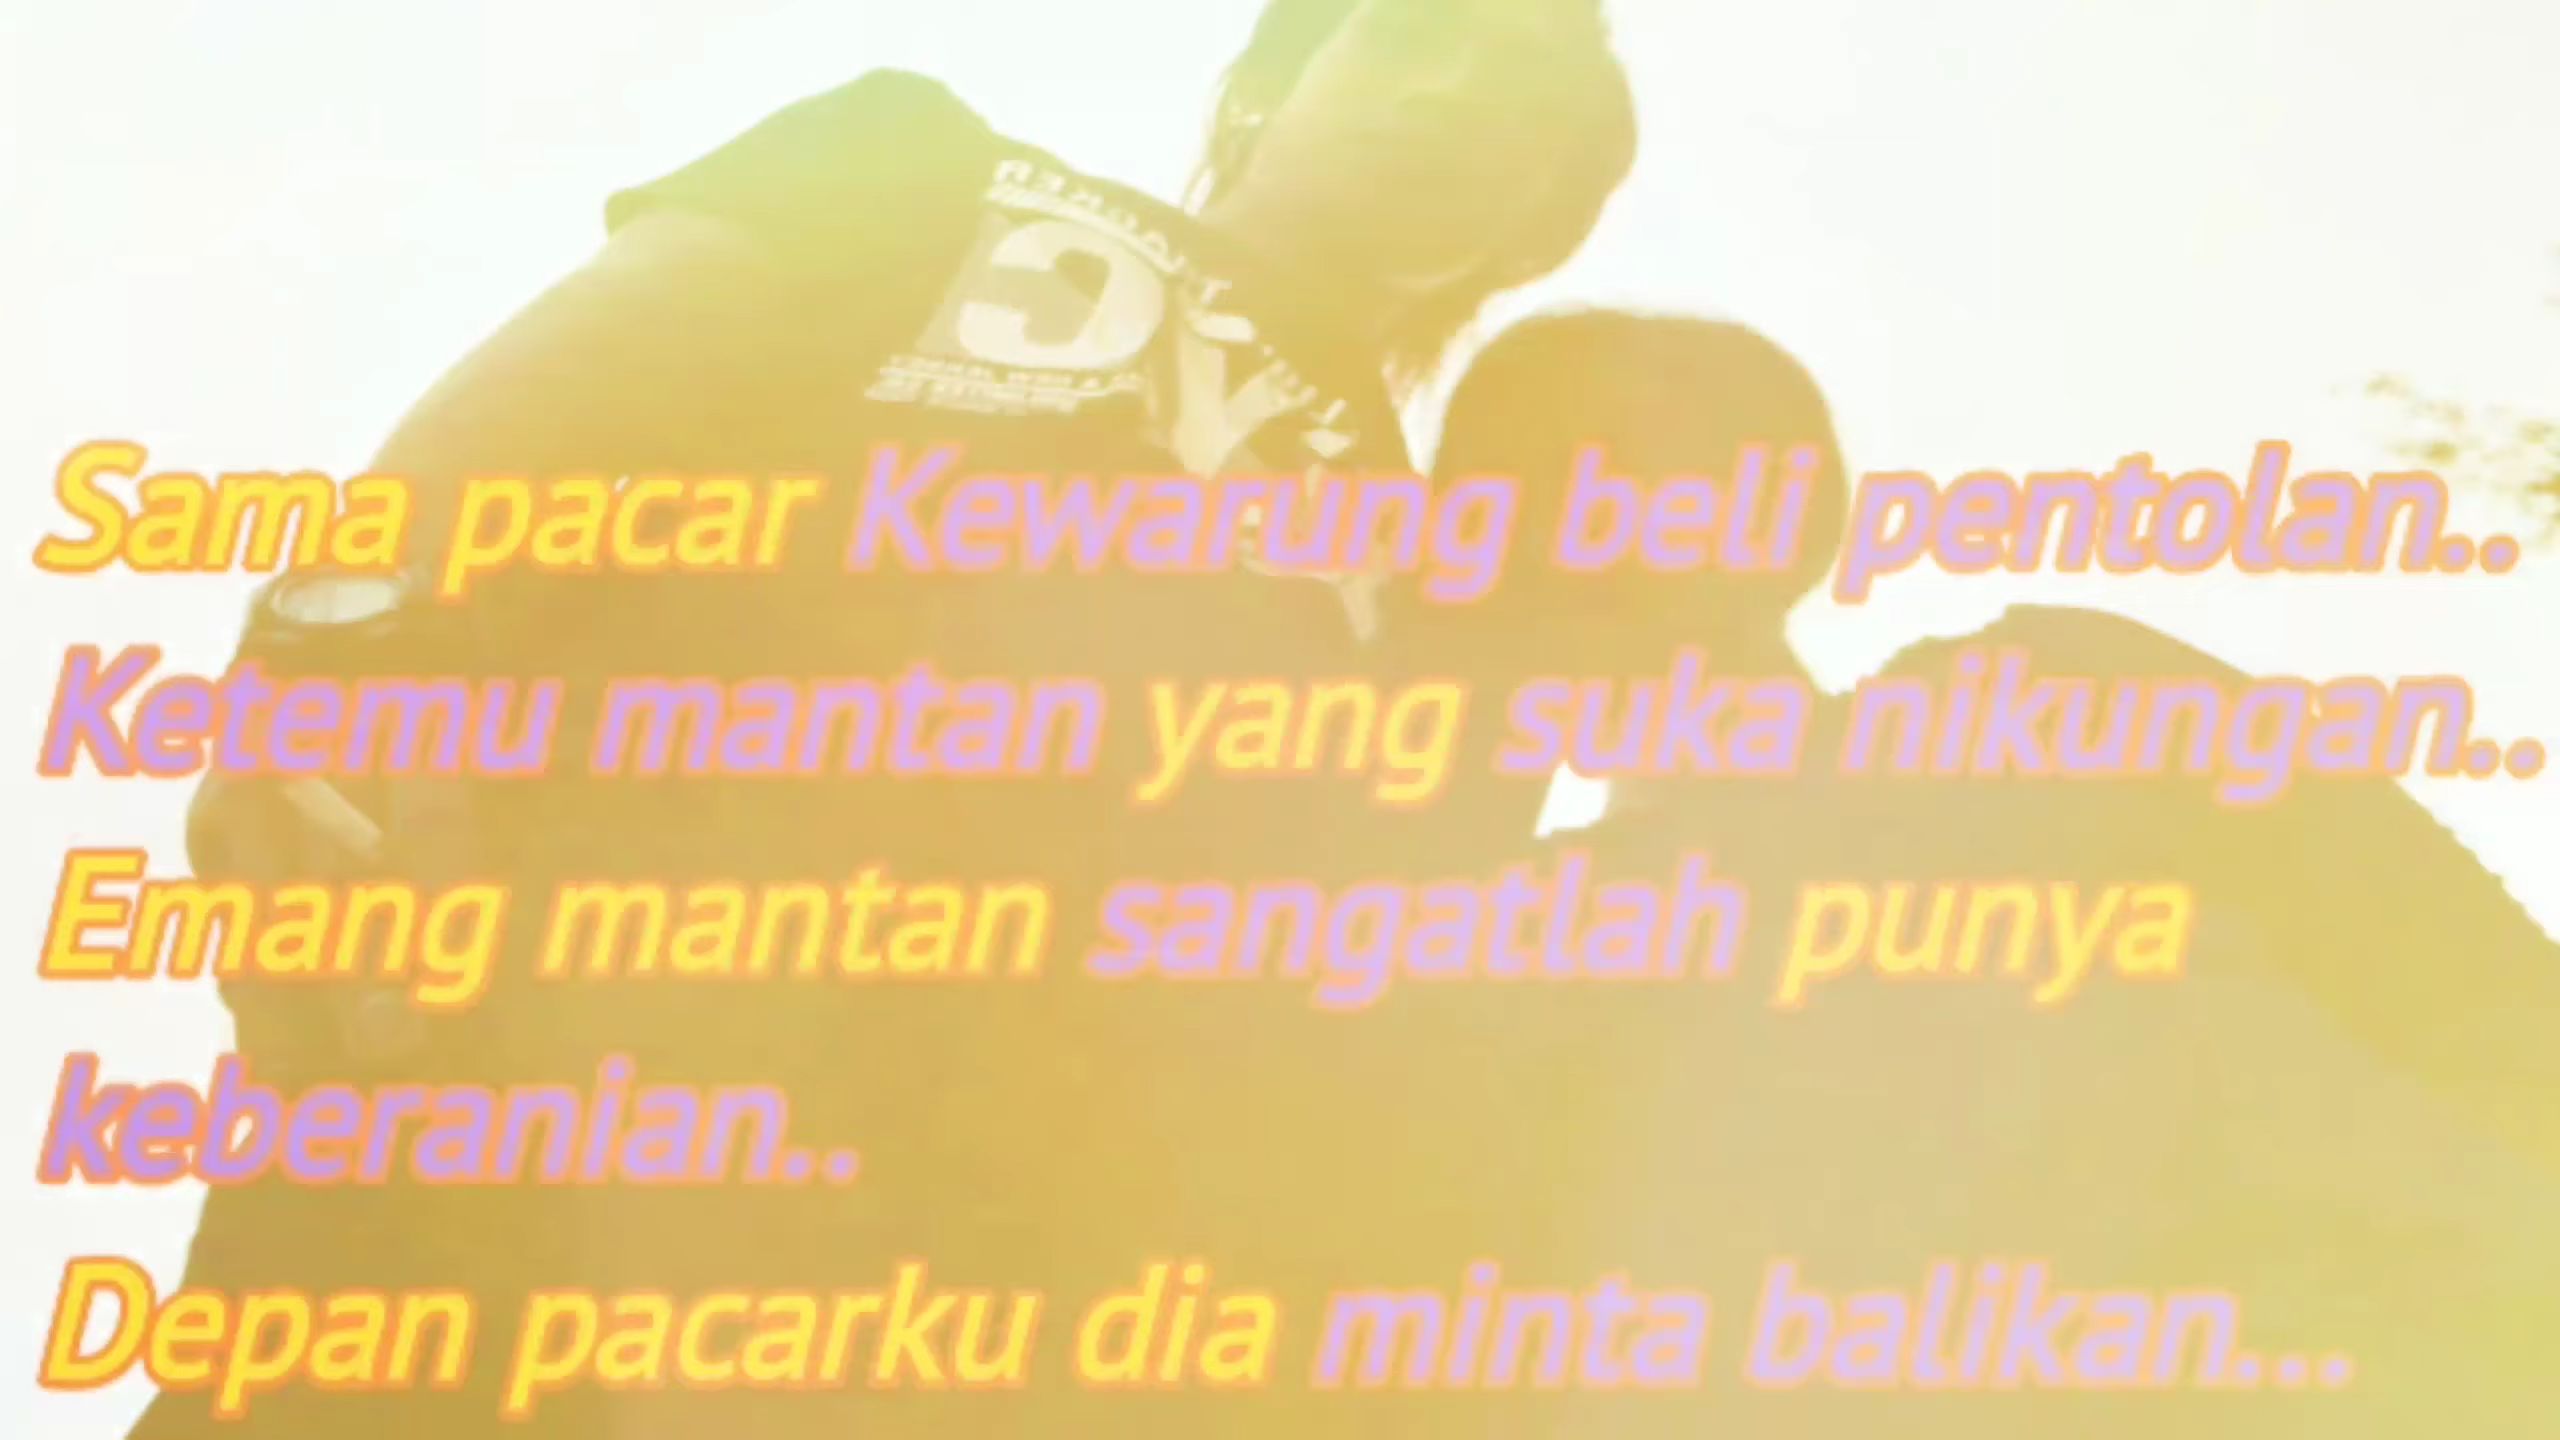 Sama pacar Kewarung beli pentolan..
Ketemu mantan yang suka nikungan..
Emang mantan sangatlah punya
keberanian..
Depan pacarku dia minta balikan...